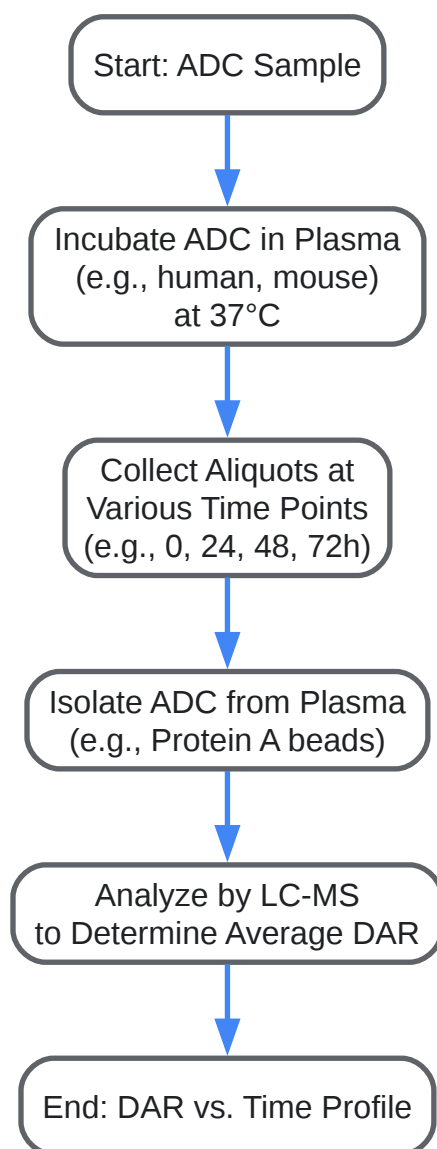 Start: ADC Sample
Incubate ADC in Plasma
(e.g., human, mouse)
at 37°C
Collect Aliquots at
Various Time Points
(e.g., 0, 24, 48, 72h)
Isolate ADC from Plasma
(e.g., Protein A beads)
Analyze by LC-MS
to Determine Average DAR
End: DAR vs. Time Profile